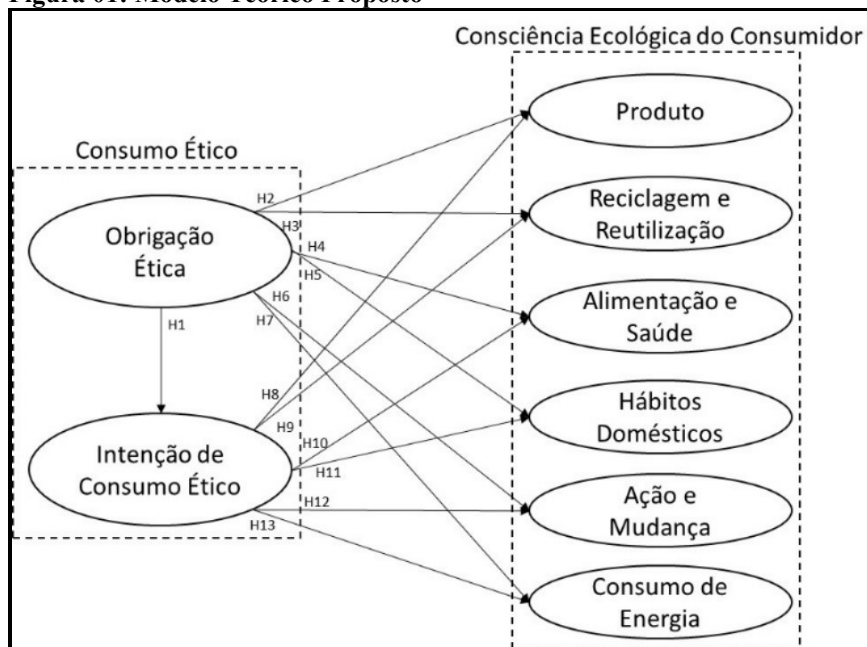 Figura 01: Modelo Teórico Proposto
Consciência Ecológica do Consumidor
Consumo Ético
Produto
H2
Reciclagem e
Reutilização
Obrigação
Ética
H3
H4
H5
Alimentação e
Saúde
H6
H7
H1
Hábitos
Domésticos
H8
H9
H10
H11
Intenção de
Consumo Ético
Ação e
Mudança
H12
H13
Consumo de
Energia